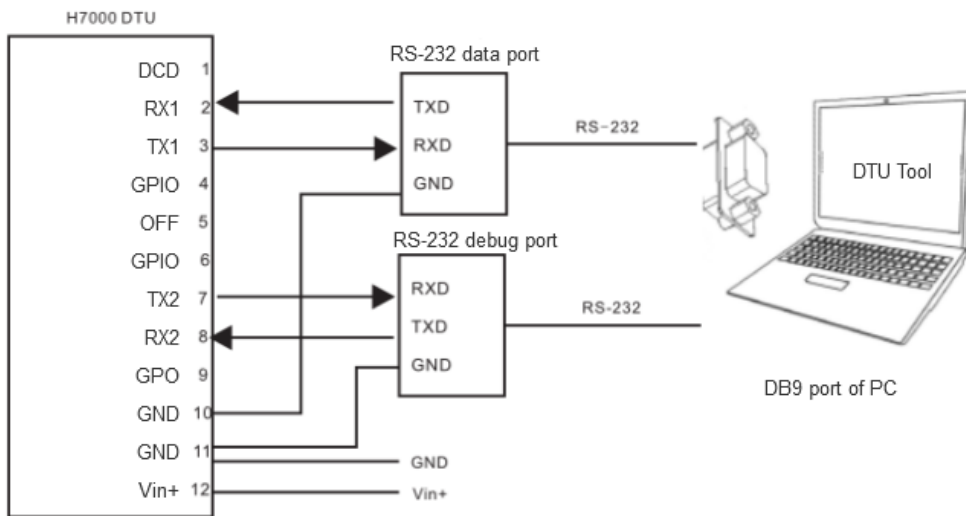 H7000 DTU
DCD 1
RX1 2
TX1 3
GPIO 4
OFF 5
GPIO 6
TX2 7
RX2 8
GPO 9
GND 10
GND 11
Vin+ 12
RS-232 data port
TXD
RXD
GND
RS-232 debug port
RXD
TXD
GND
GND
Vin+
RS-232
RS-232
DTU Tool
DB9 port of PC